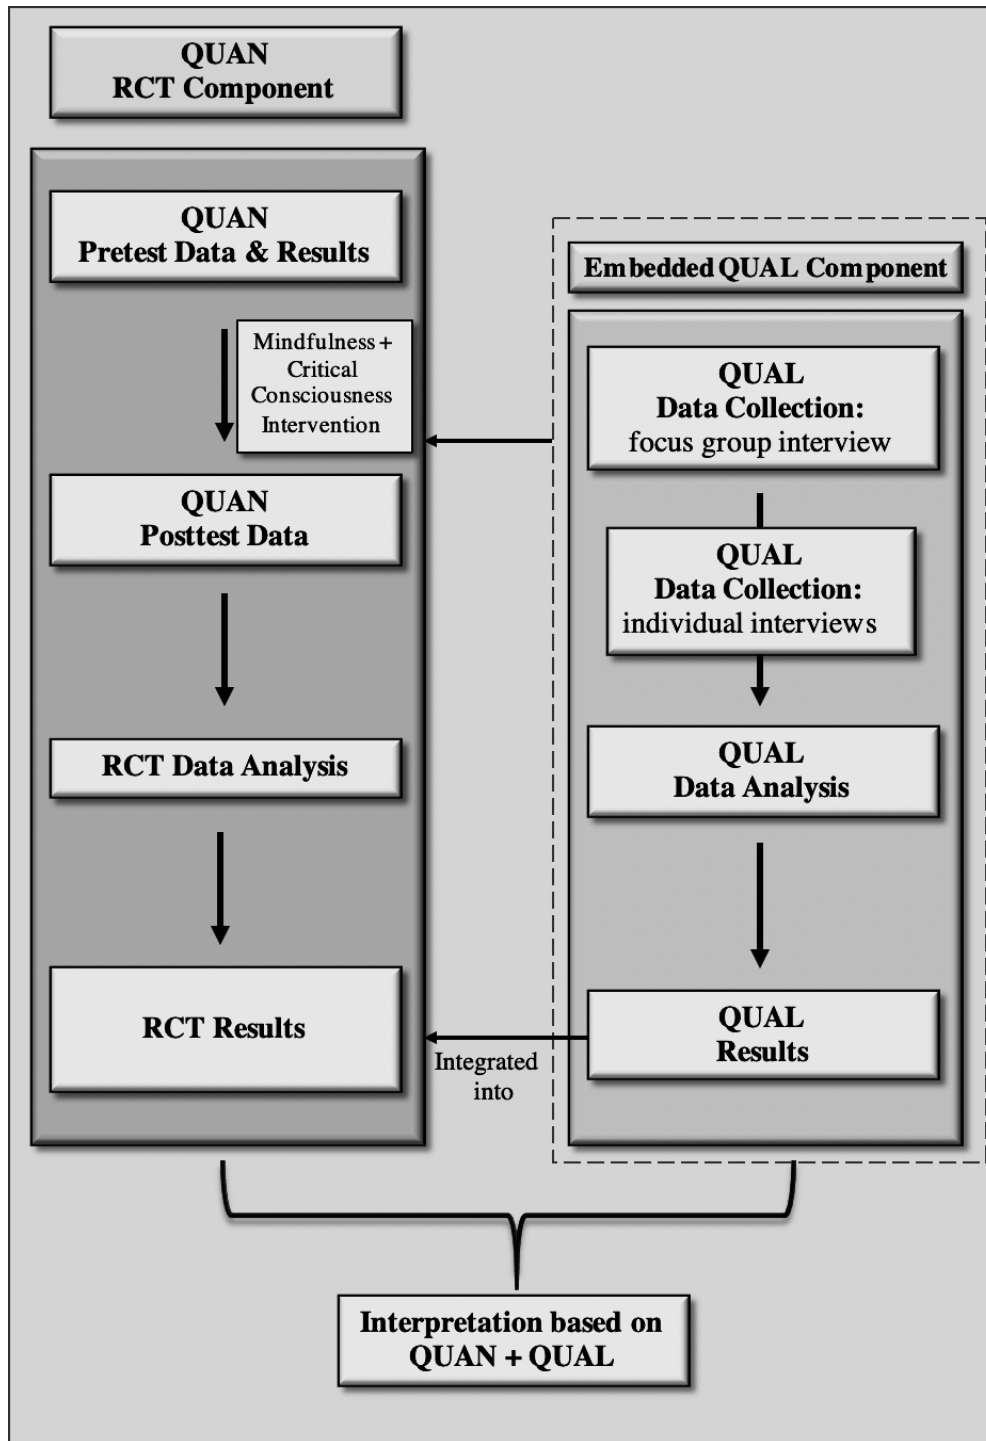 QUAN
RCT Component
QUAN
Pretest Data & Results
Mindfulness +
Critical
Consciousness
Intervention
QUAN
Posttest Data
RCT Data Analysis
RCT Results
Embedded QUAL Component
QUAL
Data Collection:
focus group interview
QUAL
Data Collection:
individual interviews
QUAL
Data Analysis
QUAL
Results
Integrated
into
Interpretation based on
QUAN + QUAL